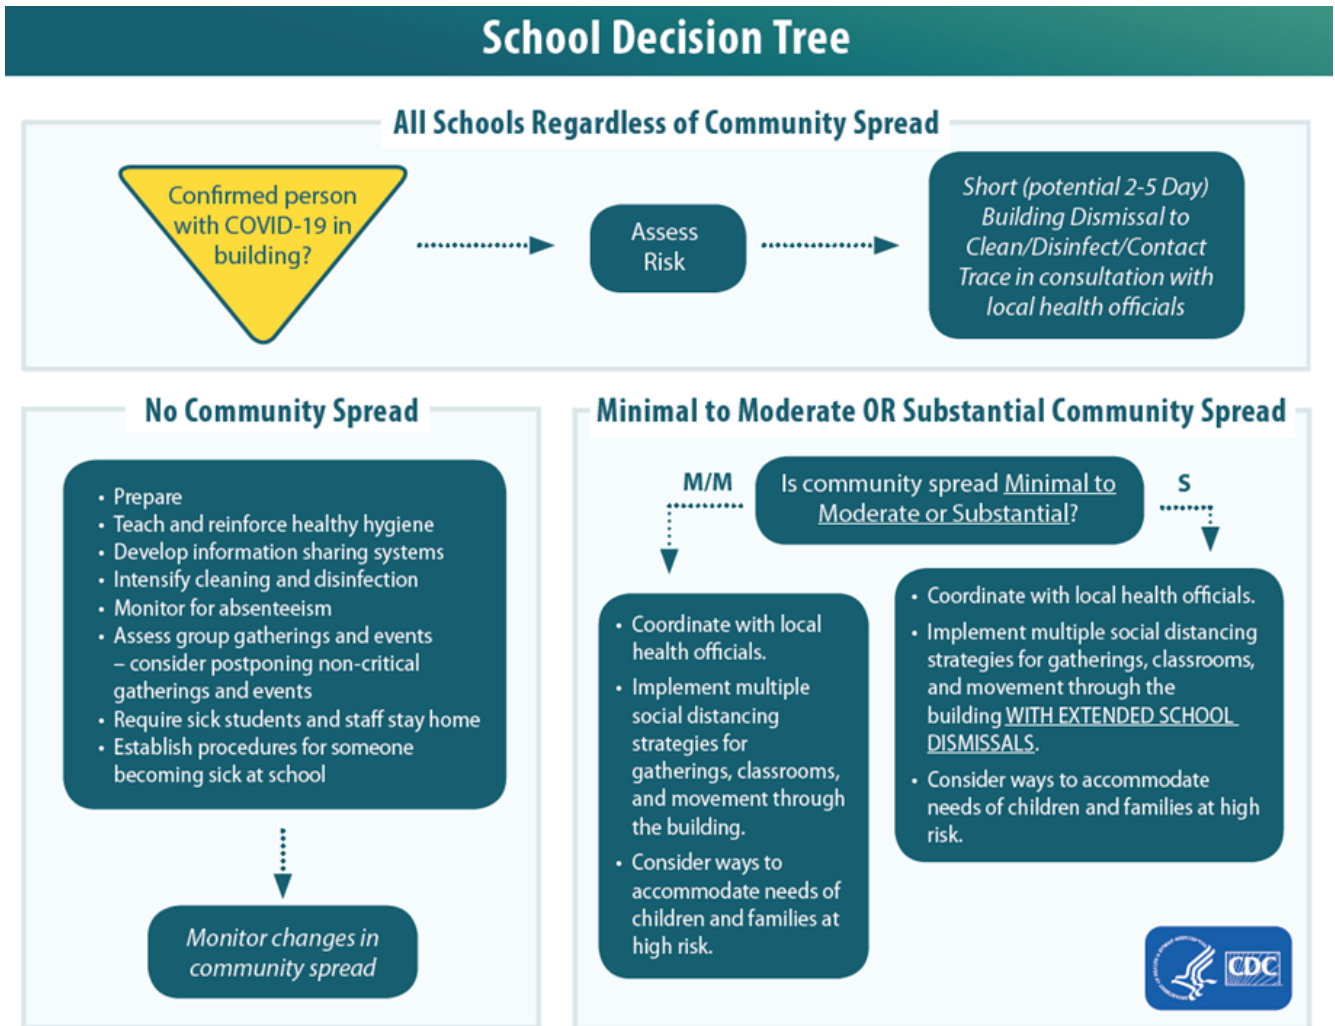 School Decision Tree
All Schools Regardless of Community Spread
Confirmed person
with COVID-19 in
building?
Assess
Risk
Short (potential 2-5 Day)
Building Dismissal to
Clean/Disinfect/Contact
Trace in consultation with
local health officials
No Community Spread
• Prepare
• Teach and reinforce healthy hygiene
• Develop information sharing systems
• Intensify cleaning and disinfection
• Monitor for absenteeism
• Assess group gatherings and events
– consider postponing non-critical
gatherings and events
• Require sick students and staff stay home
• Establish procedures for someone
becoming sick at school
Monitor changes in
community spread
Minimal to Moderate OR Substantial Community Spread
M/M
Is community spread Minimal to
Moderate or Substantial?
S
• Coordinate with local
health officials.
• Implement multiple
social distancing
strategies for
gatherings, classrooms,
and movement through
the building.
• Consider ways to
accommodate needs of
children and families at
high risk.
• Coordinate with local health officials.
• Implement multiple social distancing
strategies for gatherings, classrooms,
and movement through the
building WITH EXTENDED SCHOOL
DISMISSALS.
• Consider ways to accommodate
needs of children and families at high
risk.
CDC